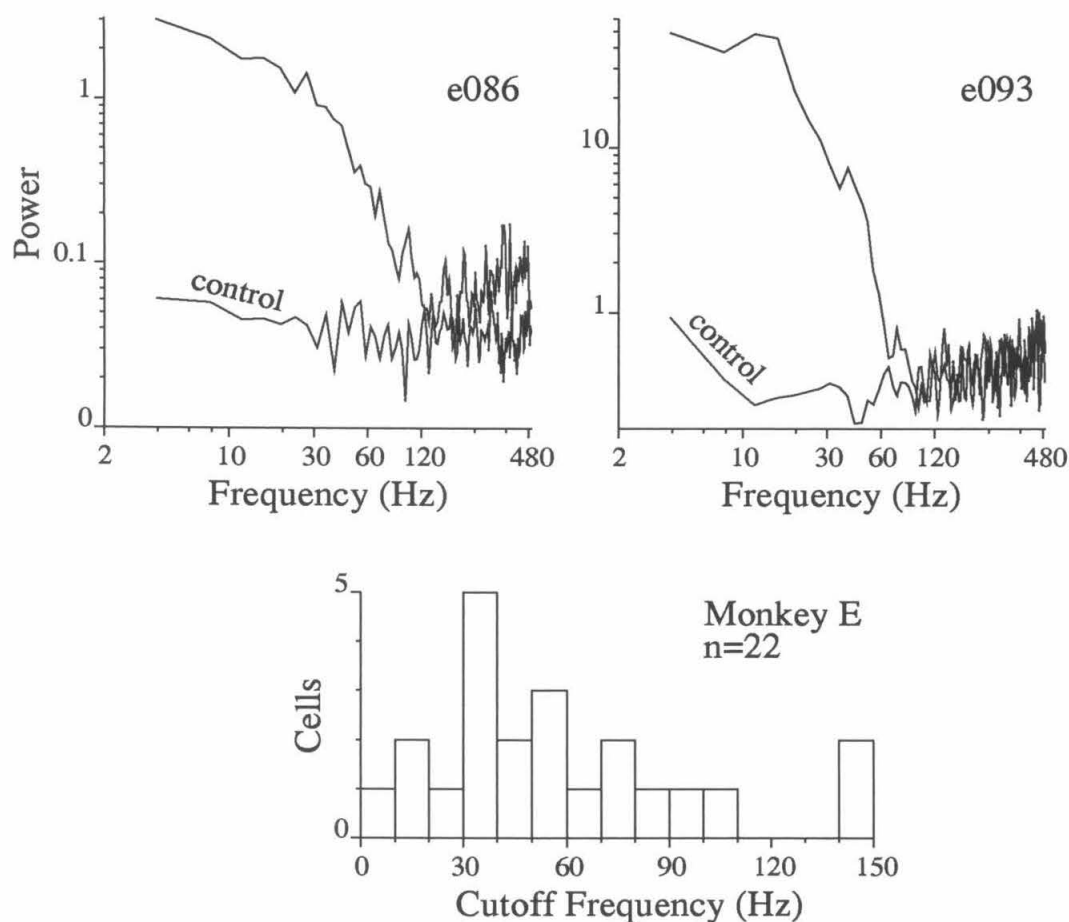 e086
Power
1
0.1
0
control
2 10 30 60 120 480
Frequency (Hz)
e093
10
1
control
2 10 30 60 120 480
Frequency (Hz)
Monkey E
n=22
Cells
5
0
0 30 60 90 120 150
Cutoff Frequency (Hz)